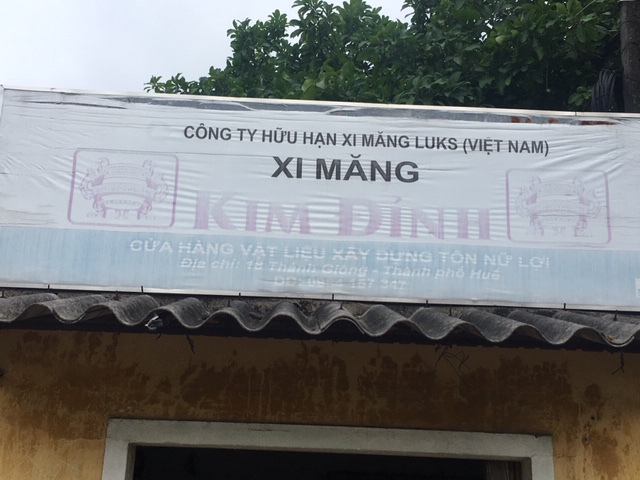 CÔNG TY HỮU HẠN XI MĂNG LUKS (VIỆT NAM)
XI MĂNG
KIM ĐỈNH
CỬA HÀNG VẬT LIỆU XÂY DỰNG TÔN NỮ LỢI
Địa chỉ: 19 Thánh Gióng - Thành phố Huế